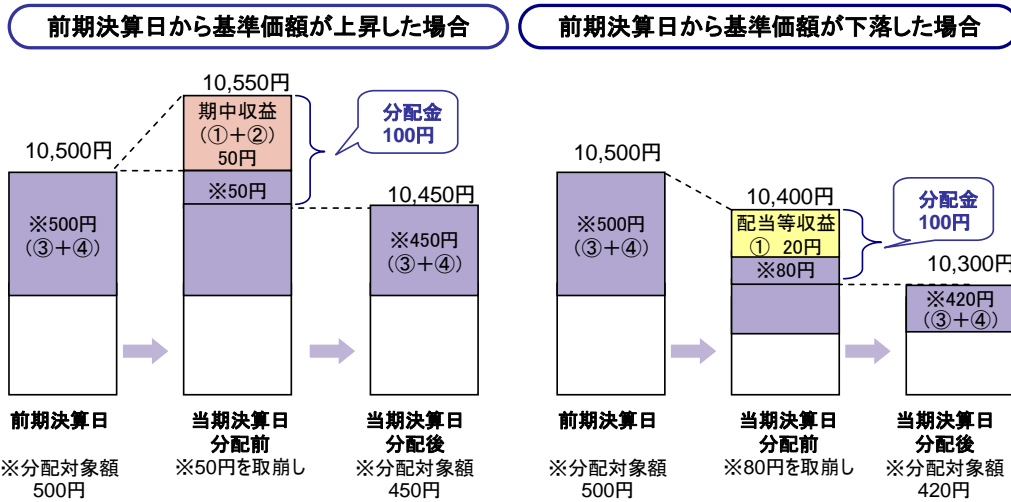 前期決算日から基準価額が上昇した場合
10,550円
期中収益
(①+②)
50円
分配金
100円
10,500円
※50円
10,450円
※500円
(③+④)
※450円
(③+④)
前期決算日
当期決算日
分配前
当期決算日
分配後
※分配対象額
500円
※50円を取崩し
※分配対象額
450円
前期決算日から基準価額が下落した場合
10,500円
10,400円
配当等収益
① 20円
分配金
100円
※500円
(③+④)
※80円
10,300円
※420円
(③+④)
前期決算日
当期決算日
分配前
当期決算日
分配後
※分配対象額
500円
※80円を取崩し
※分配対象額
420円